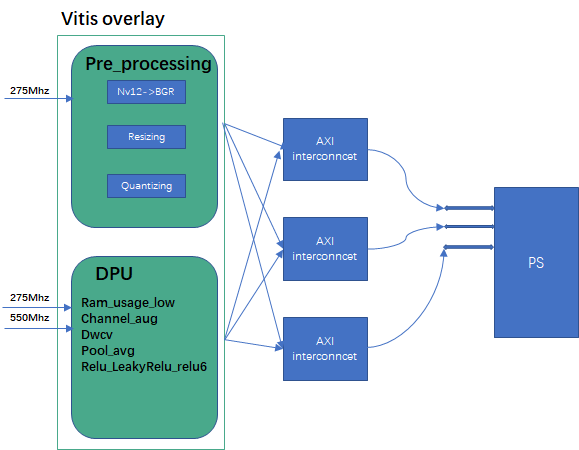 Vitis overlay
Pre_processing
275Mhz
Nv12->BGR
Resizing
Quantizing
AXI
interconncet
AXI
interconncet
PS
DPU
275Mhz
550Mhz
Ram_usage_low
Channel_aug
Dwcv
Pool_avg
Relu_LeakyRelu_relu6
AXI
interconncet